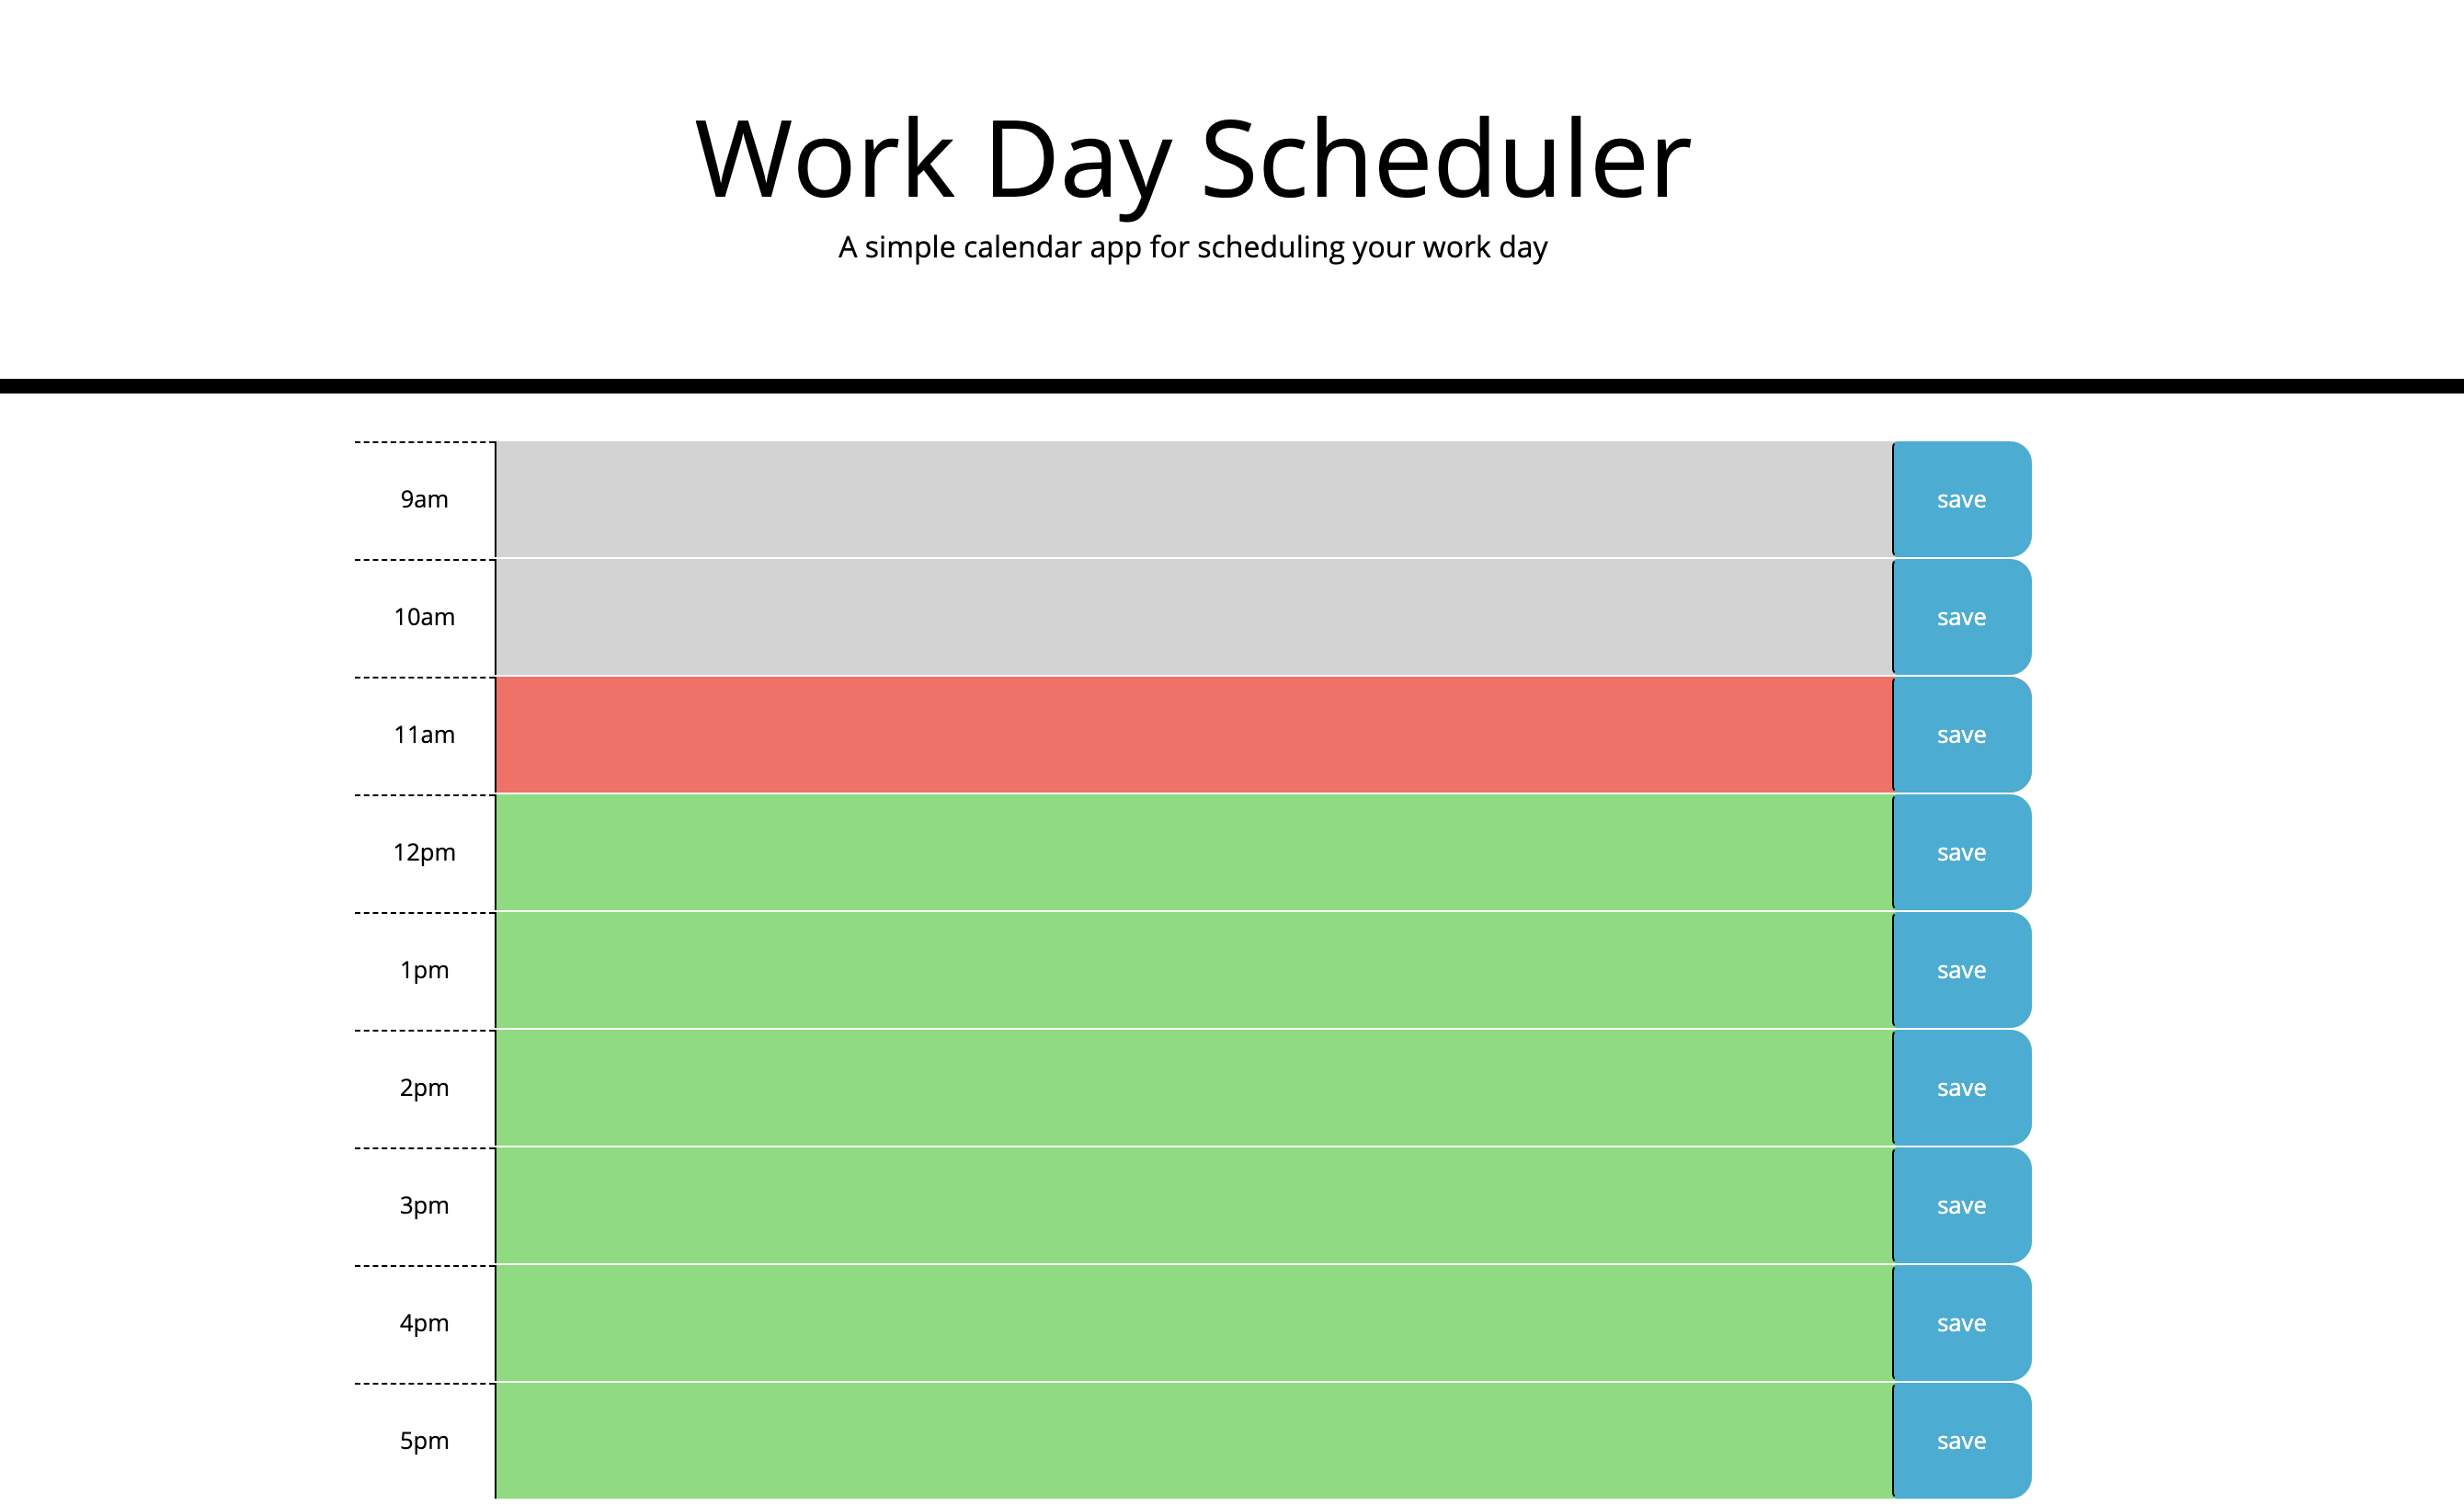 Work Day Scheduler
A simple calendar app for scheduling your work day
9am save
10am save
11am save
12pm save
1pm save
2pm save
3pm save
4pm save
5pm save